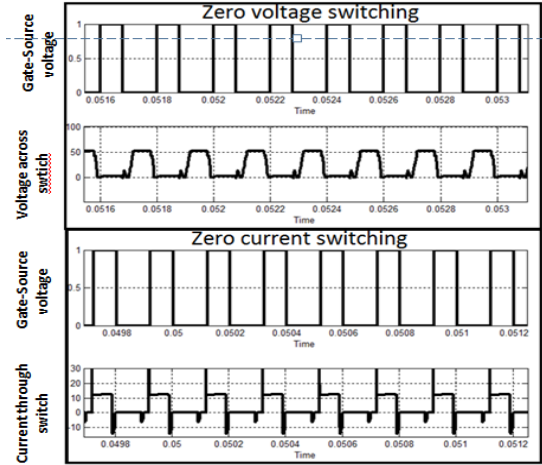 Zero voltage switching
Gate-Source
voltage
1
0.5
0
0.0516 0.0518 0.052 0.0522 0.0524 0.0526 0.0528 0.053
Time
Voltage across
swtich
100
50
0
0.0516 0.0518 0.052 0.0522 0.0524 0.0526 0.0528 0.053
Time
Zero current switching
Gate-Source
voltage
1
0.5
0
0.0498 0.05 0.0502 0.0504 0.0506 0.0508 0.051 0.0512
Time
Current through
switch
30
20
10
0
-10
0.0498 0.05 0.0502 0.0504 0.0506 0.0508 0.051 0.0512
Time